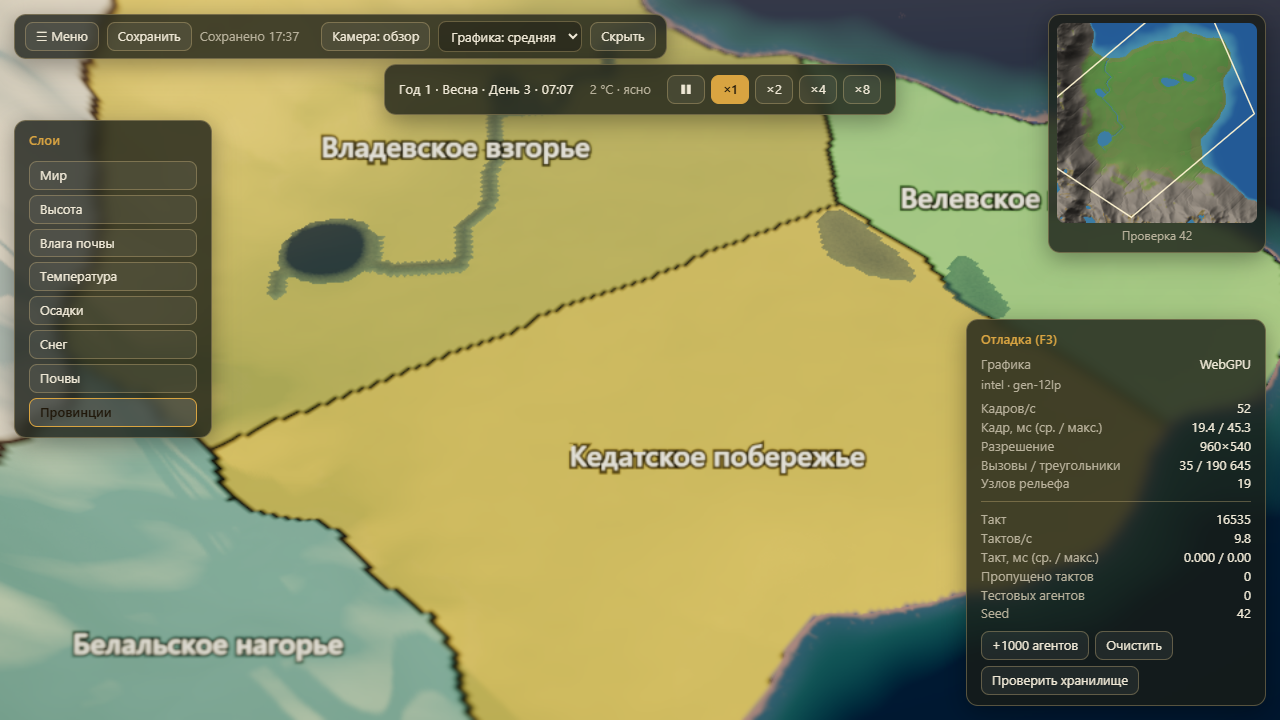 ☰ Меню Сохранить Сохранено 17:37 Камера: обзор Графика: средняя Скрыть
Год 1 · Весна · День 3 · 07:07 2 °C · ясно ×1 ×2 ×4 ×8
Слои
Мир
Высота
Влага почвы
Температура
Осадки
Снег
Почвы
Провинции
Владевское взгорье
Велевское
Кедатское побережье
Белальское нагорье
Проверка 42
Отладка (F3)
Графика WebGPU
intel · gen-12lp
Кадров/с 52
Кадр, мс (ср. / макс.) 19.4 / 45.3
Разрешение 960×540
Вызовы / треугольники 35 / 190 645
Узлов рельефа 19
Такт 16535
Тактов/с 9.8
Такт, мс (ср. / макс.) 0.000 / 0.00
Пропущено тактов 0
Тестовых агентов 0
Seed 42
+1000 агентов Очистить
Проверить хранилище